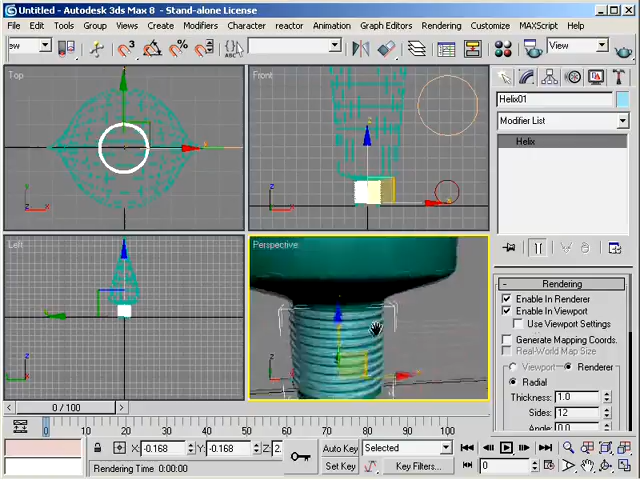 Untitled - Autodesk 3ds Max 8 - Stand-alone License
File Edit Tools Group Views Create Modifiers Character reactor Animation Graph Editors Rendering Customize MAXScript Help
ew View
Top
Front
Left
Perspective
z
x
y
Helix01
Modifier List
Helix
- Rendering
Enable In Renderer
Enable In Viewport
Use Viewport Settings
Generate Mapping Coords.
Real-World Map Size
Viewport Renderer
Radial
Thickness: 1.0
Sides: 12
Angle: 0.0
< 0 / 100 >
0 10 20 30 40 50 60 70 80 90 100
X: -0.168 Y: -0.168 Z: 2.
Auto Key Selected
Rendering Time 0:00:00
Set Key Key Filters... 0